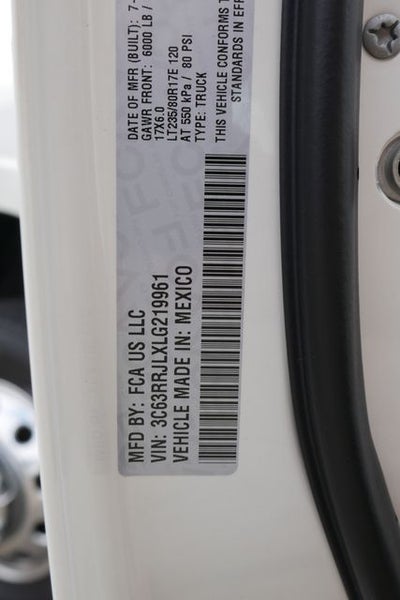 MFD BY: FCA US LLC
VIN: 3C63RRJLXLG219961
VEHICLE MADE IN: MEXICO
DATE OF MFR (BUILT): 7-
GAWR FRONT: 6000 LB /
17X6.0
LT235/80R17E 120
AT 550 kPa / 80 PSI
TYPE: TRUCK
THIS VEHICLE CONFORMS T
STANDARDS IN EFF